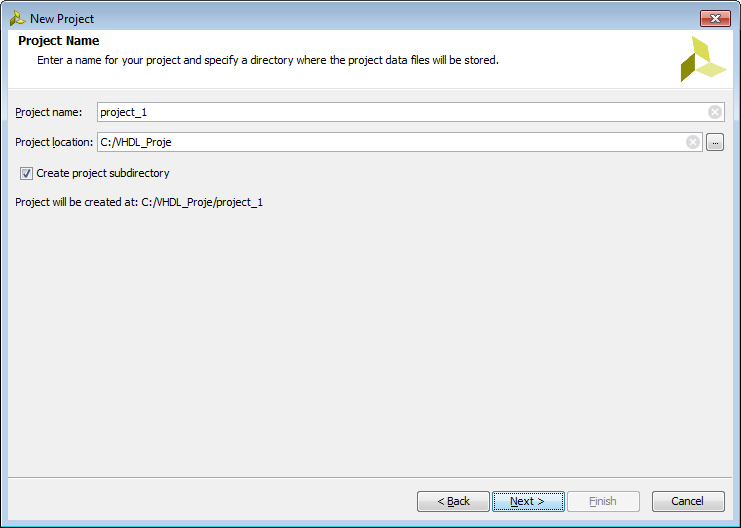 New Project
Project Name
Enter a name for your project and specify a directory where the project data files will be stored.
Project name: project_1
Project location: C:/VHDL_Proje ...
Create project subdirectory
Project will be created at: C:/VHDL_Proje/project_1
< Back Next > Finish Cancel